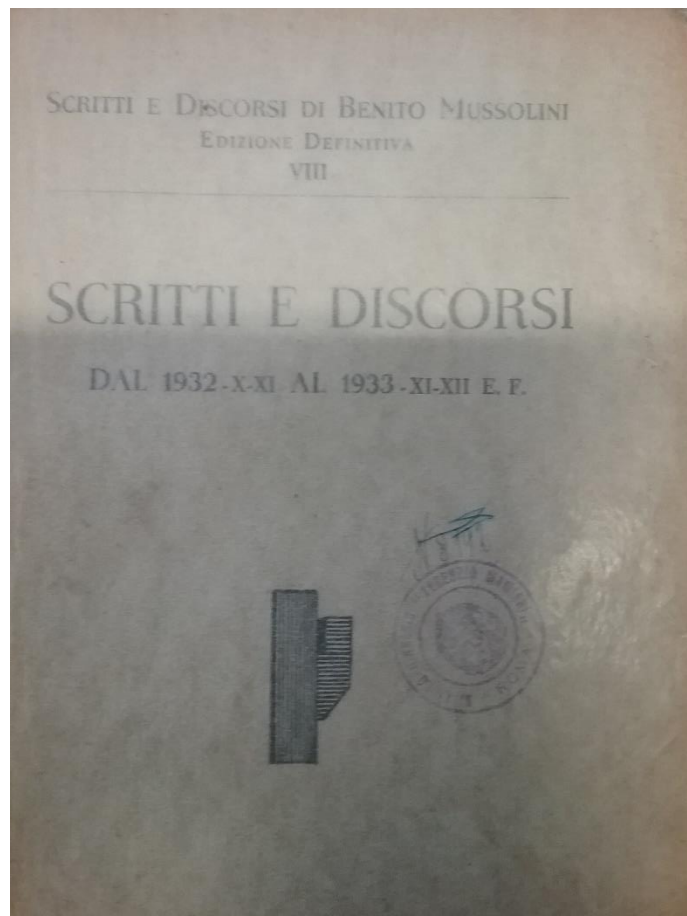 SCRITTI E DISCORSI DI BENITO MUSSOLINI
EDIZIONE DEFINITIVA
VIII
SCRITTI E DISCORSI
DAL 1932-X-XI AL 1933-XI-XII E. F.